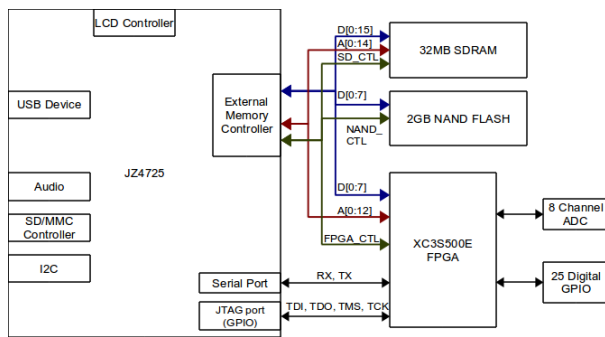 LCD Controller
D[0:15]
A[0:14]
SD_CTL
32MB SDRAM
USB Device
External
Memory
Controller
D[0:7]
NAND_
CTL
2GB NAND FLASH
JZ4725
Audio
SD/MMC
Controller
I2C
D[0:7]
A[0:12]
FPGA_CTL
XC3S500E
FPGA
8 Channel
ADC
25 Digital
GPIO
Serial Port
RX, TX
JTAG port
(GPIO)
TDI, TDO, TMS, TCK